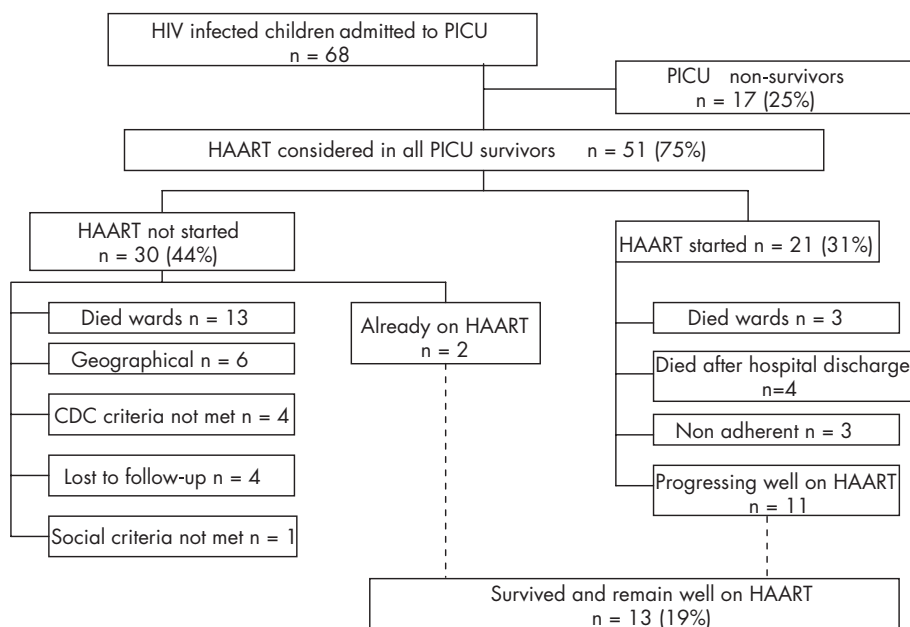 HIV infected children admitted to PICU
n = 68
PICU non-survivors
n = 17 (25%)
HAART considered in all PICU survivors n = 51 (75%)
HAART not started
n = 30 (44%)
HAART started n = 21 (31%)
Died wards n = 13
Geographical n = 6
CDC criteria not met n = 4
Lost to follow-up n = 4
Social criteria not met n = 1
Already on HAART
n = 2
Died wards n = 3
Died after hospital discharge
n=4
Non adherent n = 3
Progressing well on HAART
n = 11
Survived and remain well on HAART
n = 13 (19%)